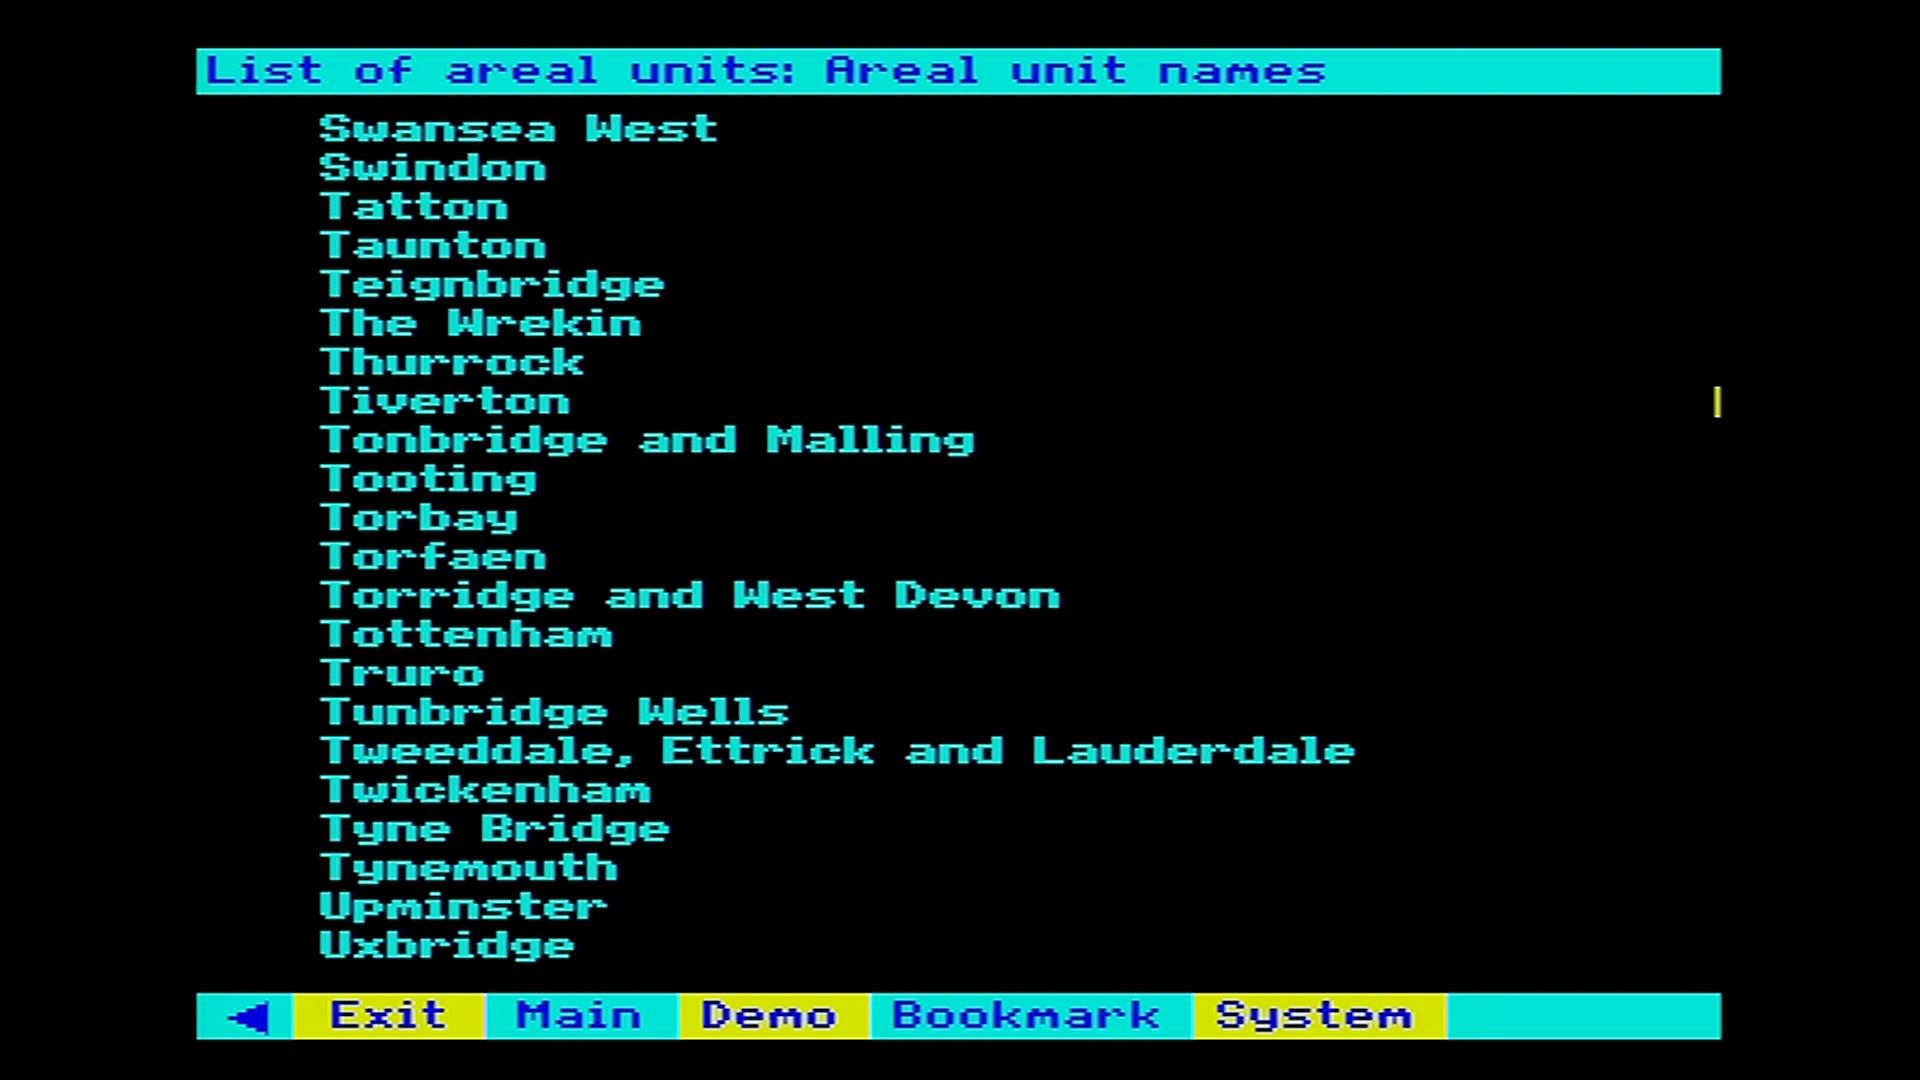 List of areal units: Areal unit names
Swansea West
Swindon
Tatton
Taunton
Teignbridge
The Wrekin
Thurrock
Tiverton
Tonbridge and Malling
Tooting
Torbay
Torfaen
Torridge and West Devon
Tottenham
Truro
Tunbridge Wells
Tweeddale, Ettrick and Lauderdale
Twickenham
Tyne Bridge
Tynemouth
Upminster
Uxbridge
Exit Main Demo Bookmark System